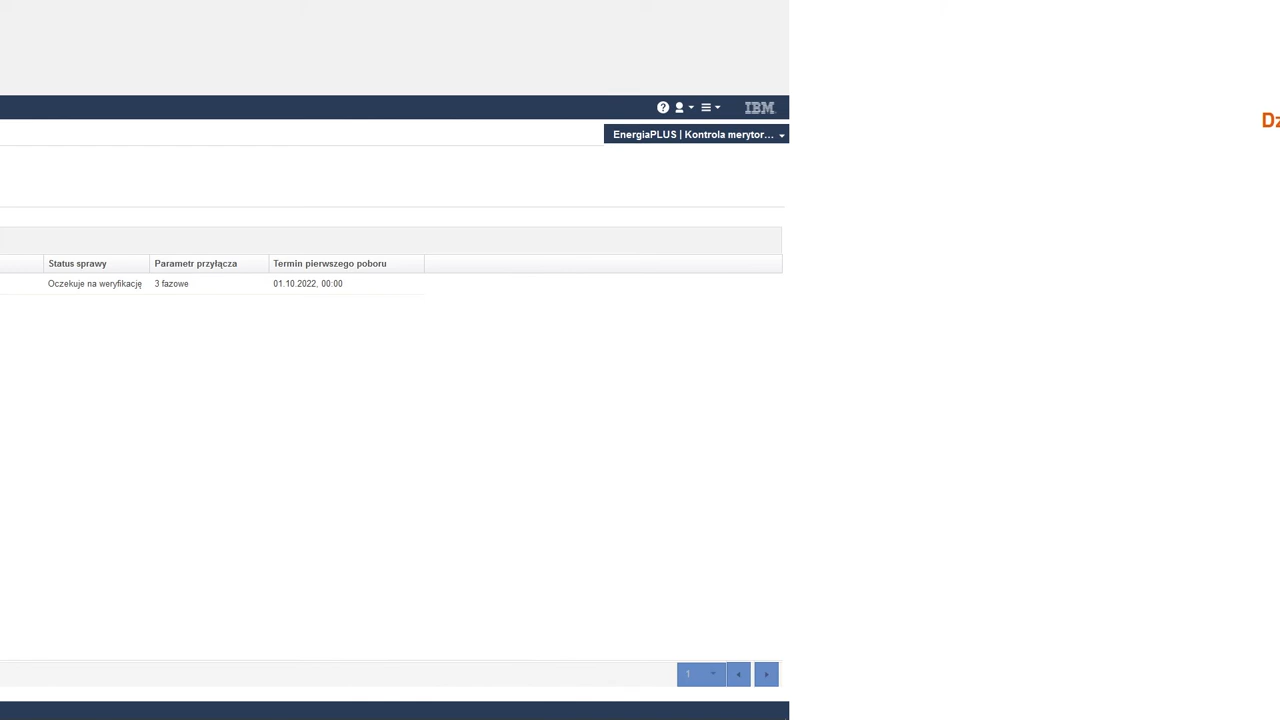 IBM
EnergiaPLUS | Kontrola merytor...
Status sprawy Parametr przyłącza Termin pierwszego poboru
Oczekuje na weryfikację 3 fazowe 01.10.2022, 00:00
1